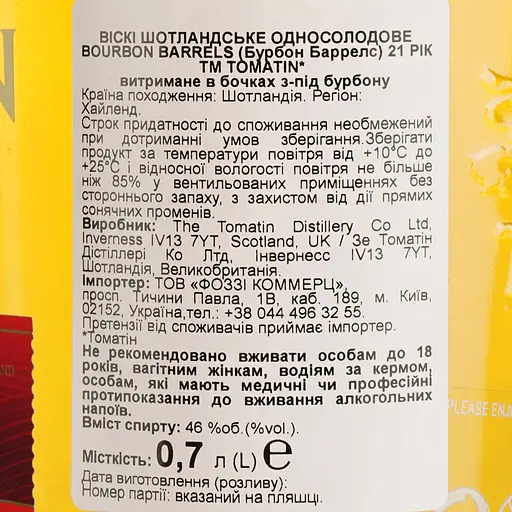 ВІСКІ ШОТЛАНДСЬКЕ ОДНОСОЛОДОВЕ
BOURBON BARRELS (Бурбон Баррелс) 21 РІК
ТМ TOMATIN*
витримане в бочках з-під бурбону
Країна походження: Шотландія. Регіон:
Хайленд.
Строк придатності до споживання необмежений
при дотриманні умов зберігання.Зберігати
продукт за температури повітря від +10°С до
+25°С і відносної вологості повітря не більше
ніж 85% у вентильованих приміщеннях без
стороннього запаху, з захистом від дії прямих
сонячних променів.
Виробник: The Tomatin Distillery Co Ltd,
Inverness IV13 7YT, Scotland, UK / Зе Томатін
Дістіллері Ко Лтд, Інвернесс IV13 7YT,
Шотландія, Великобританія.
Імпортер: ТОВ «ФОЗЗІ КОММЕРЦ»,
просп. Тичини Павла, 1В, каб. 189, м. Київ,
02152, Україна,тел.: +38 044 496 32 55.
Претензії від споживачів приймає імпортер.
*Томатін
Не рекомендовано вживати особам до 18
років, вагітним жінкам, водіям за кермом,
особам, які мають медичні чи професійні
протипоказання до вживання алкогольних
напоїв.
Вміст спирту: 46 %об.(%vol.).
Місткість: 0,7 л (L) e
Дата виготовлення (розливу):
Номер партії: вказаний на пляшці.
N
AND
PLEASE ENJ